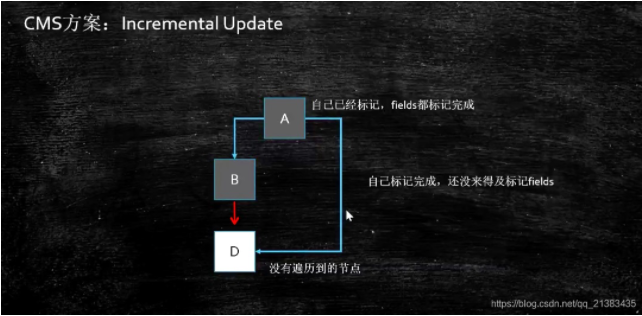 CMS方案：Incremental Update
A
自己已经标记，fields都标记完成
B
自己标记完成，还没来得及标记fields
D
没有遍历到的节点
https://blog.csdn.net/qq_21383435